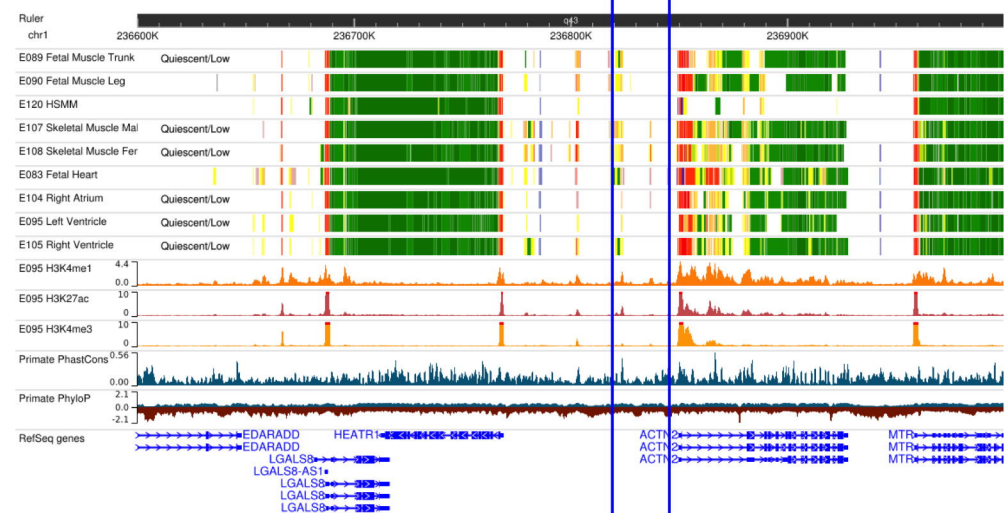 Ruler
q43
chr1 236600K 236700K 236800K 236900K
E089 Fetal Muscle Trunk Quiescent/Low
E090 Fetal Muscle Leg Quiescent/Low
E120 HSMM
E107 Skeletal Muscle Mal Quiescent/Low
E108 Skeletal Muscle Fer Quiescent/Low
E083 Fetal Heart
E104 Right Atrium Quiescent/Low
E095 Left Ventricle Quiescent/Low
E105 Right Ventricle Quiescent/Low
E095 H3K4me1 4.4
0.0
E095 H3K27ac 10
0
E095 H3K4me3 10
0
Primate PhastCons 0.56
0.00
Primate PhyloP 2.1
0.0
-2.1
RefSeq genes EDARADD HEATR1 ACTN2 MTR
EDARADD ACTN2 MTR
LGALS8 ACTN2 MTR
LGALS8-AS1
LGALS8
LGALS8
LGALS8